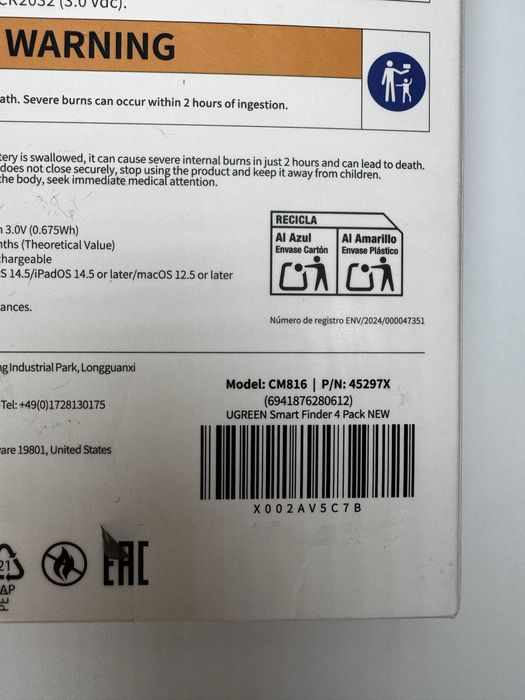 CR2032 (3.0 Vdc).
WARNING
ath. Severe burns can occur within 2 hours of ingestion.
tery is swallowed, it can cause severe internal burns in just 2 hours and can lead to death.
does not close securely, stop using the product and keep it away from children.
the body, seek immediate medical attention.
3.0V (0.675Wh)
nths (Theoretical Value)
chargeable
S 14.5/iPadOS 14.5 or later/macOS 12.5 or later
ances.
RECICLA
Al Azul
Envase Cartón
Al Amarillo
Envase Plástico
Número de registro ENV/2024/000047351
ng Industrial Park, Longguanxi
Tel: +49(0)1728130175
are 19801, United States
Model: CM816 | P/N: 45297X
(6941876280612)
UGREEN Smart Finder 4 Pack NEW
X002AV5C7B
21
AP
EAC